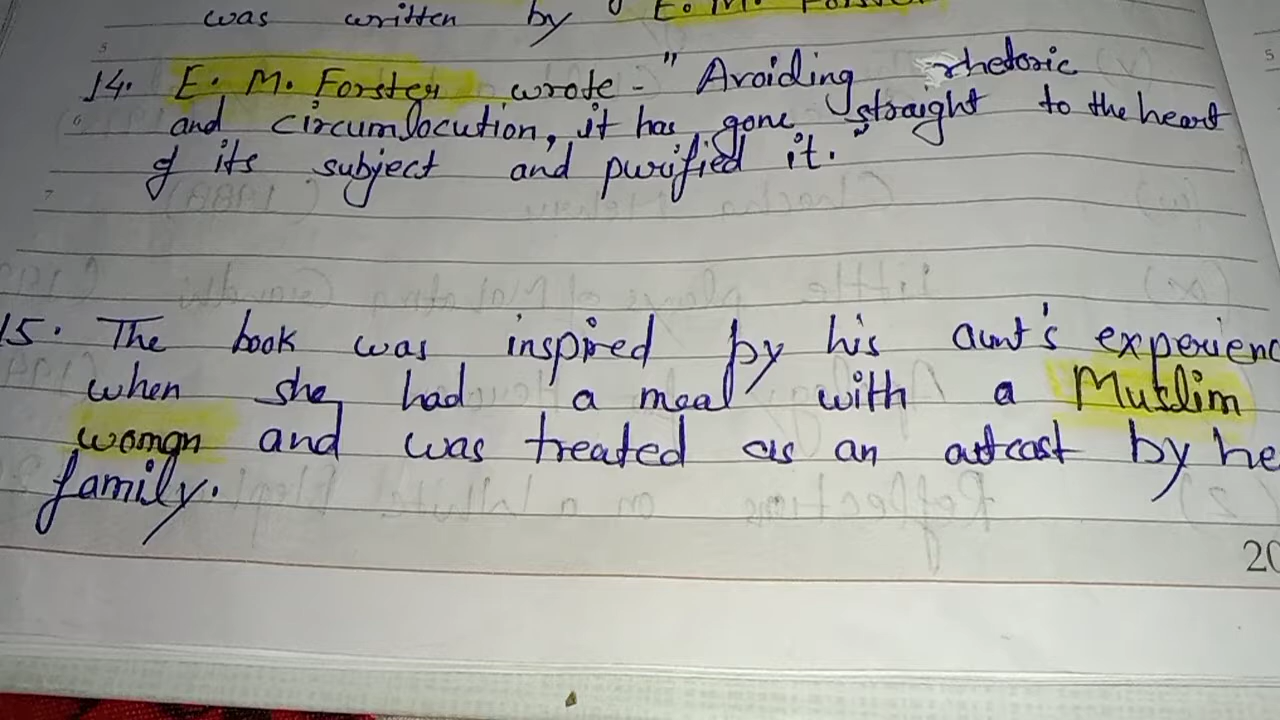 was written by E. M. Forster
14. E. M. Forster wrote - "Avoiding rhetoric
and circumlocution, it has gone straight to the heart
of its subject and purified it."
15. The book was inspired by his aunt's experienc
when she had a meal with a Muslim
woman and was treated as an outcast by he
family.
20